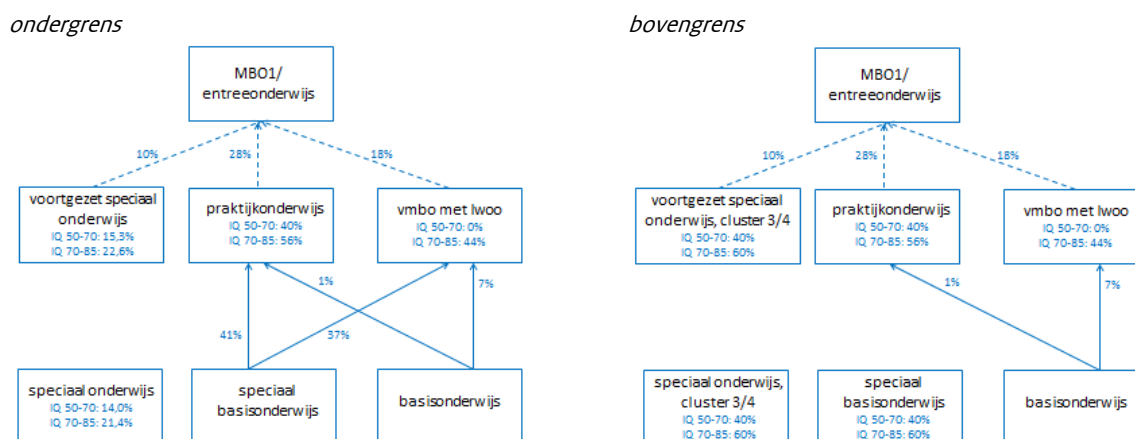 ondergrens
MBO1/
entreeonderwijs
10%
28%
18%
voortgezet speciaal
onderwijs
IQ 50-70: 15,3%
IQ 70-85: 22,6%
praktijkonderwijs
IQ 50-70: 40%
IQ 70-85: 56%
vmbo met lwoo
IQ 50-70: 0%
IQ 70-85: 44%
1%
7%
41%
37%
speciaal onderwijs
IQ 50-70: 14,0%
IQ 70-85: 21,4%
speciaal
basisonderwijs
basisonderwijs
bovengrens
MBO1/
entreeonderwijs
10%
28%
18%
voortgezet speciaal
onderwijs, cluster 3/4
IQ 50-70: 40%
IQ 70-85: 60%
praktijkonderwijs
IQ 50-70: 40%
IQ 70-85: 56%
vmbo met lwoo
IQ 50-70: 0%
IQ 70-85: 44%
1%
7%
speciaal onderwijs,
cluster 3/4
IQ 50-70: 40%
IQ 70-85: 60%
speciaal
basisonderwijs
IQ 50-70: 40%
IQ 70-85: 60%
basisonderwijs